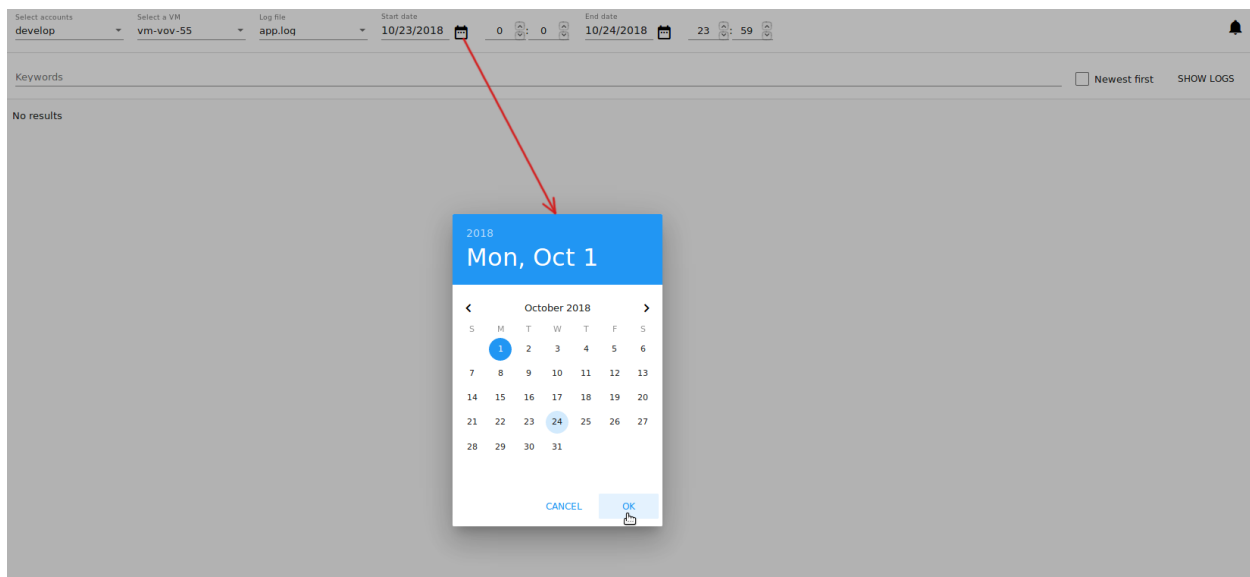 Select accounts Select a VM Log file Start date End date
develop vm-vov-55 app.log 10/23/2018 0 : 0 10/24/2018 23 : 59
Keywords Newest first SHOW LOGS
No results
2018
Mon, Oct 1
October 2018
S M T W T F S
1 2 3 4 5 6
7 8 9 10 11 12 13
14 15 16 17 18 19 20
21 22 23 24 25 26 27
28 29 30 31
CANCEL OK